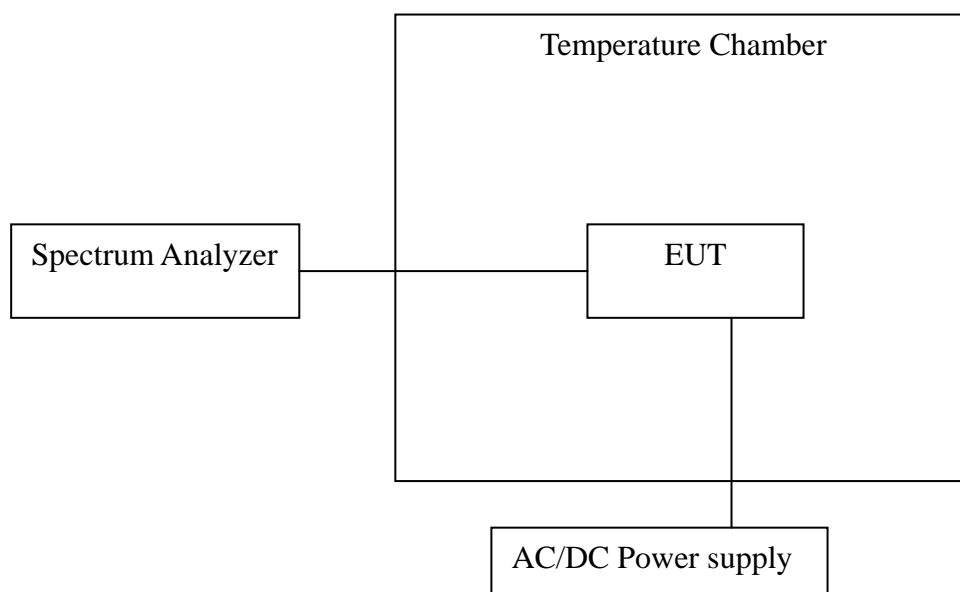 Temperature Chamber
Spectrum Analyzer
EUT
AC/DC Power supply